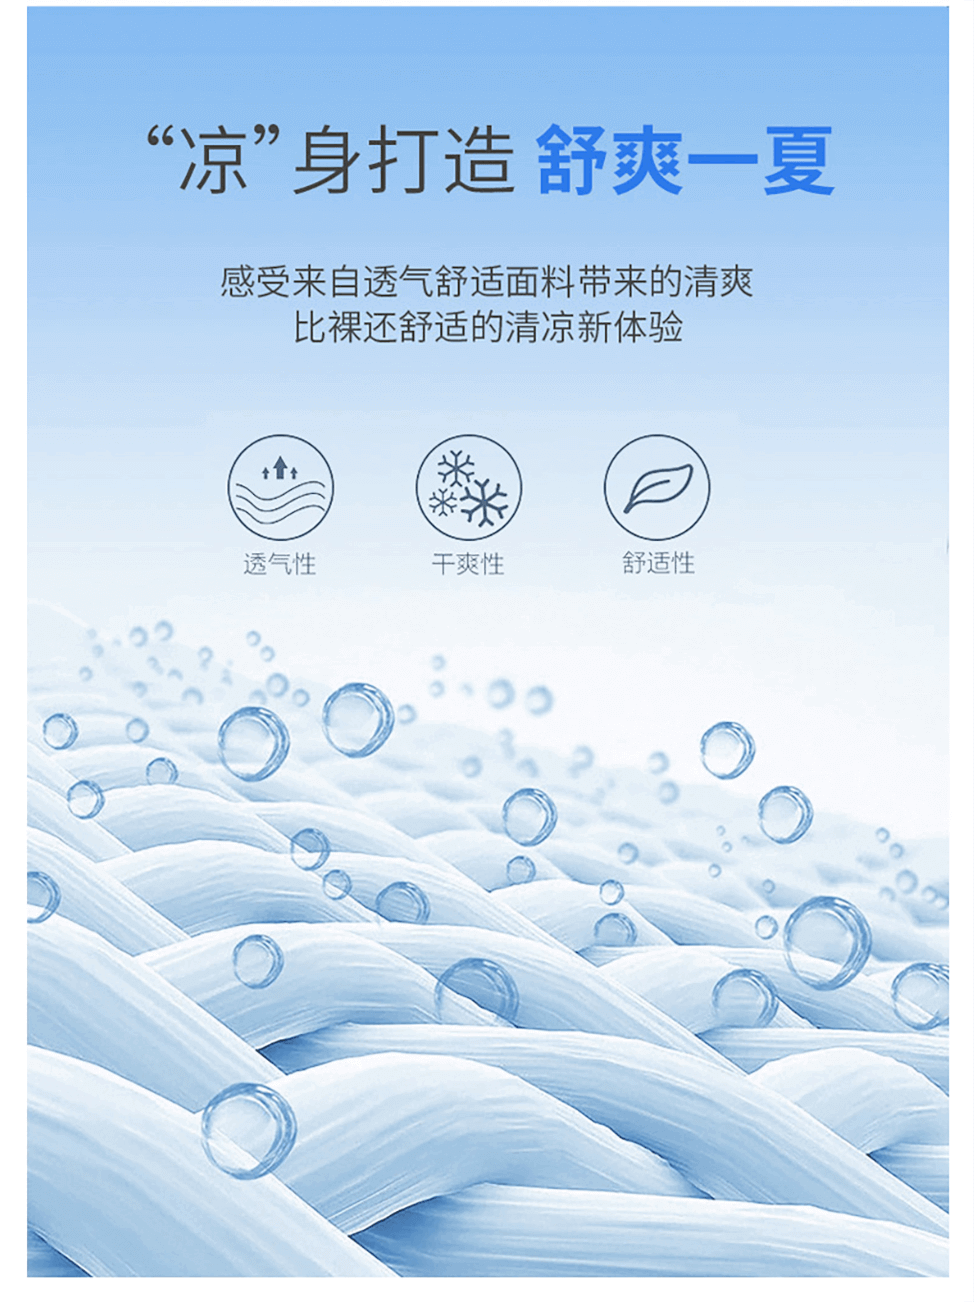 “凉”身打造 舒爽一夏
感受来自透气舒适面料带来的清爽
比裸还舒适的清凉新体验
透气性
干爽性
舒适性